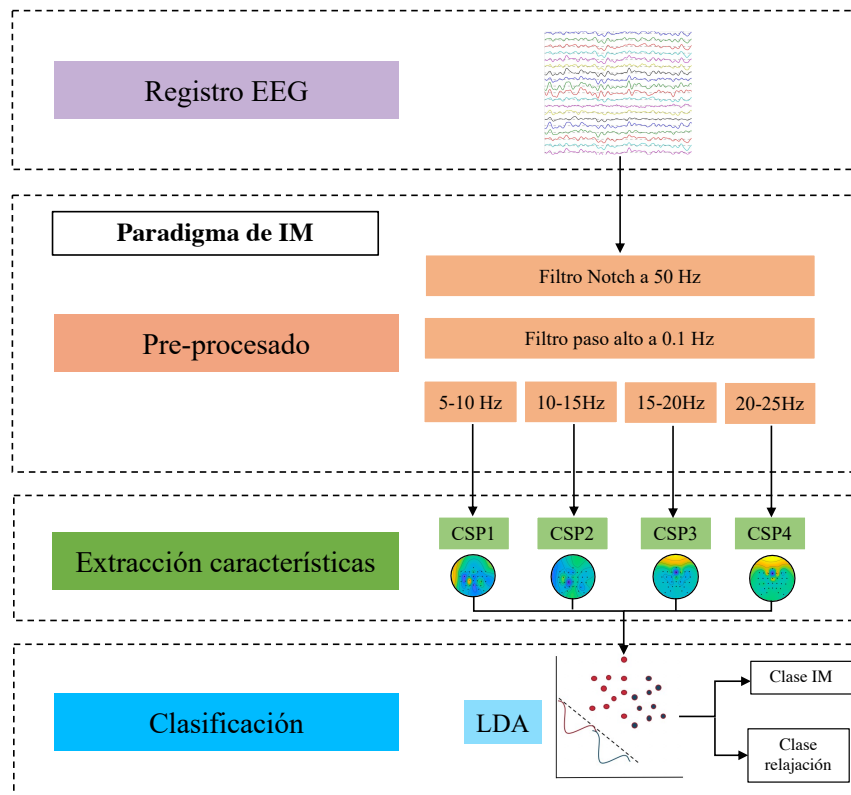 Registro EEG
Paradigma de IM
Filtro Notch a 50 Hz
Pre-procesado
Filtro paso alto a 0.1 Hz
5-10 Hz
10-15Hz
15-20Hz
20-25Hz
Extracción características
CSP1
CSP2
CSP3
CSP4
Clasificación
LDA
Clase IM
Clase
relajación